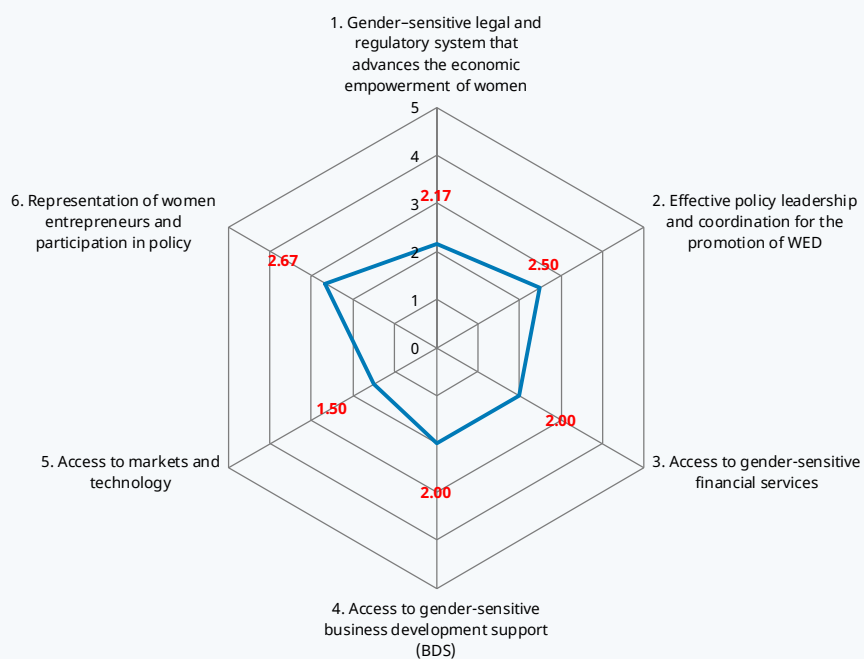 1. Gender–sensitive legal and
regulatory system that
advances the economic
empowerment of women
5
4
3
2
1
0
2.17
2. Effective policy leadership
and coordination for the
promotion of WED
2.50
3. Access to gender-sensitive
financial services
2.00
4. Access to gender-sensitive
business development support
(BDS)
2.00
5. Access to markets and
technology
1.50
6. Representation of women
entrepreneurs and
participation in policy
2.67